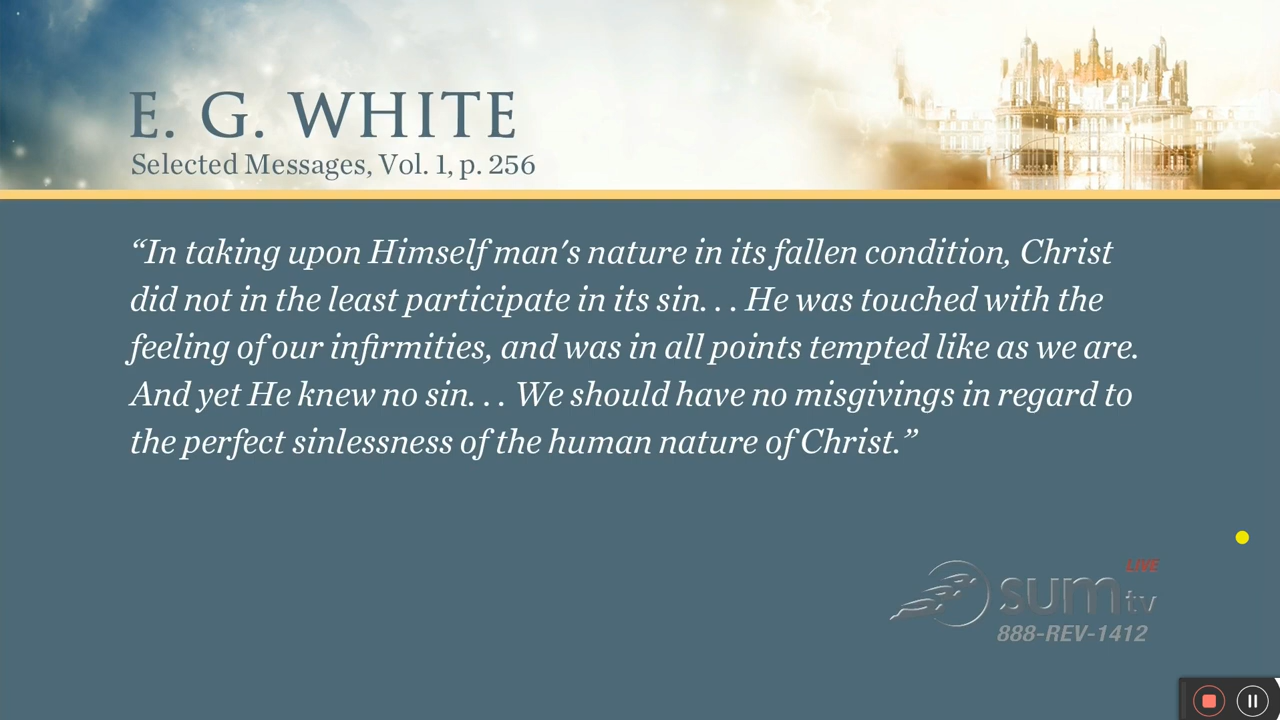 E. G. WHITE
Selected Messages, Vol. 1, p. 256
“In taking upon Himself man's nature in its fallen condition, Christ
did not in the least participate in its sin. . . He was touched with the
feeling of our infirmities, and was in all points tempted like as we are.
And yet He knew no sin. . . We should have no misgivings in regard to
the perfect sinlessness of the human nature of Christ.”
LIVE
sumtv
888-REV-1412